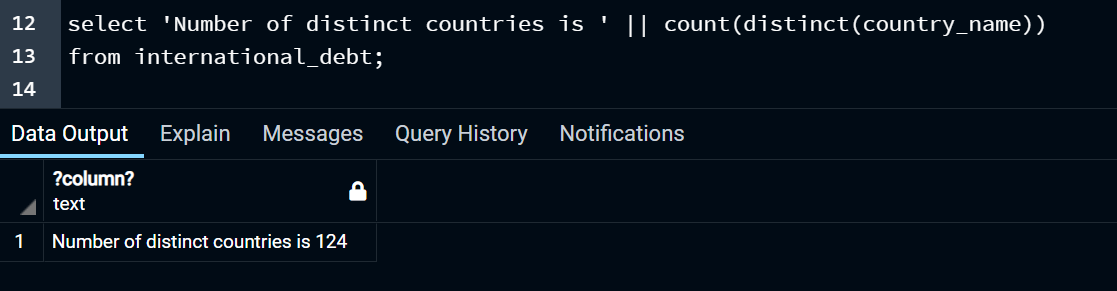 12 select 'Number of distinct countries is ' || count(distinct(country_name))
13 from international_debt;
14
Data Output Explain Messages Query History Notifications
?column?
text
1 Number of distinct countries is 124